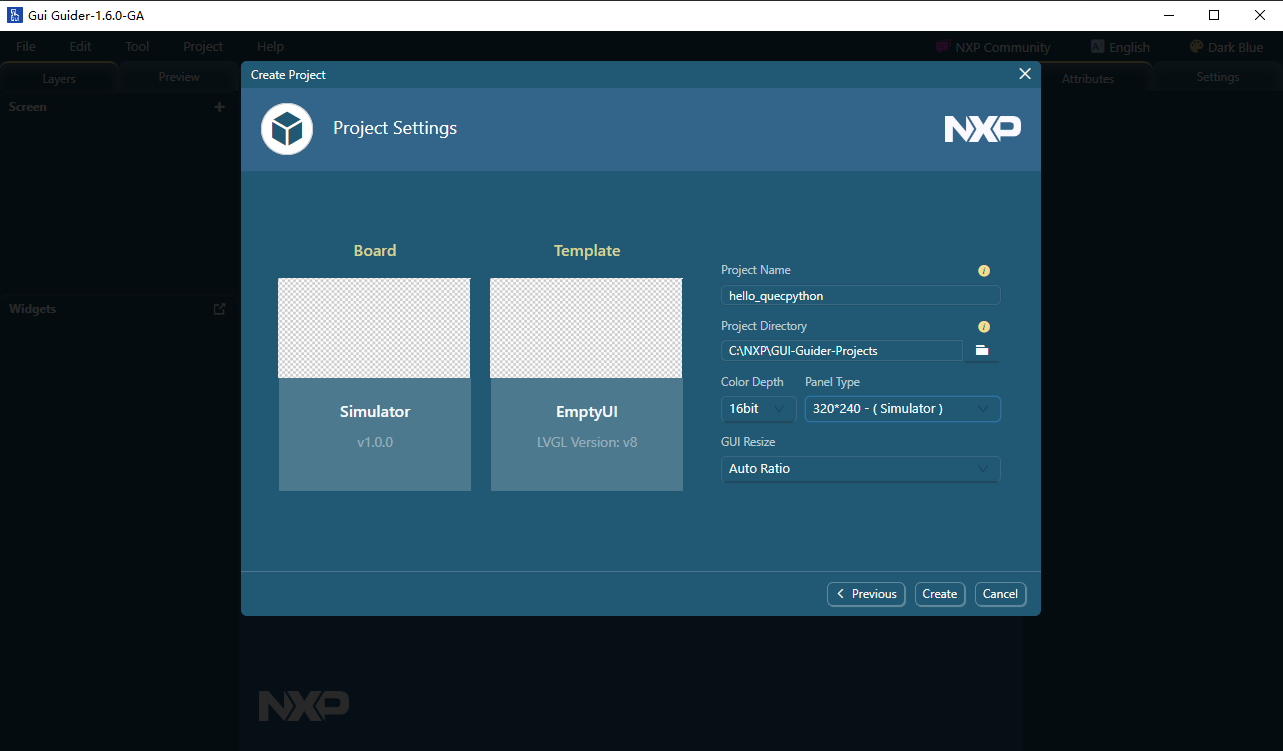 Gui Guider-1.6.0-GA
File Edit Tool Project Help NXP Community English Dark Blue
Layers Preview Attributes Settings
Screen
Widgets
Create Project
Project Settings
NXP
Board Template
Simulator
v1.0.0
EmptyUI
LVGL Version: v8
Project Name
hello_quecpython
Project Directory
C:\NXP\GUI-Guider-Projects
Color Depth Panel Type
16bit 320*240 - ( Simulator )
GUI Resize
Auto Ratio
Previous Create Cancel
NXP